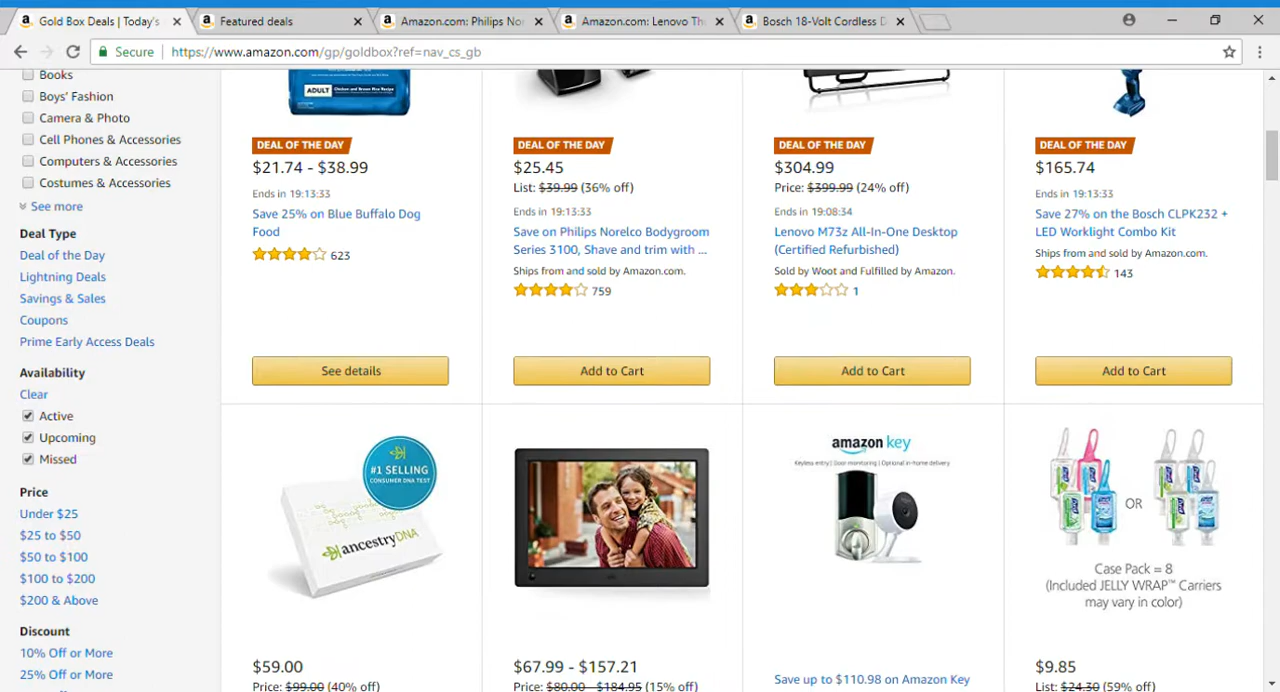 Gold Box Deals | Today's
Featured deals
Amazon.com: Philips No
Amazon.com: Lenovo Th
Bosch 18-Volt Cordless D
Secure
https://www.amazon.com/gp/goldbox?ref=nav_cs_gb
Books
Boys' Fashion
Camera & Photo
Cell Phones & Accessories
Computers & Accessories
Costumes & Accessories
See more
Deal Type
Deal of the Day
Lightning Deals
Savings & Sales
Coupons
Prime Early Access Deals
Availability
Clear
Active
Upcoming
Missed
Price
Under $25
$25 to $50
$50 to $100
$100 to $200
$200 & Above
Discount
10% Off or More
25% Off or More
ADULT Chicken and Brown Rice Recipe
DEAL OF THE DAY
$21.74 - $38.99
Ends in 19:13:33
Save 25% on Blue Buffalo Dog
Food
623
See details
DEAL OF THE DAY
$25.45
List: $39.99 (36% off)
Ends in 19:13:33
Save on Philips Norelco Bodygroom
Series 3100, Shave and trim with ...
Ships from and sold by Amazon.com.
759
Add to Cart
DEAL OF THE DAY
$304.99
Price: $399.99 (24% off)
Ends in 19:08:34
Lenovo M73z All-In-One Desktop
(Certified Refurbished)
Sold by Woot and Fulfilled by Amazon.
1
Add to Cart
DEAL OF THE DAY
$165.74
Ends in 19:13:33
Save 27% on the Bosch CLPK232 +
LED Worklight Combo Kit
Ships from and sold by Amazon.com.
143
Add to Cart
#1 SELLING
CONSUMER DNA TEST
ancestryDNA
$59.00
Price: $99.00 (40% off)
$67.99 - $157.21
Price: $80.00 - $184.95 (15% off)
amazon key
Keyless entry | Door monitoring | Optional in-home delivery
Save up to $110.98 on Amazon Key
OR
Case Pack = 8
(Included JELLY WRAP™ Carriers
may vary in color)
$9.85
List: $24.30 (59% off)